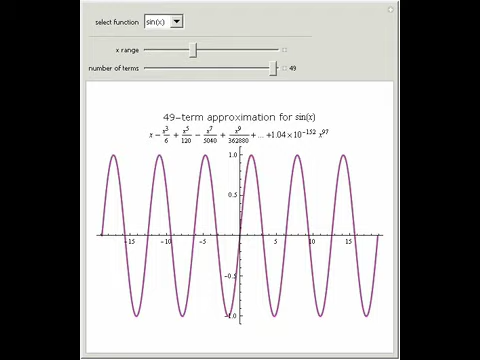 select function sin(x)
x range
number of terms 49
49-term approximation for sin(x)
x - x³/6 + x⁵/120 - x⁷/5040 + x⁹/362880 + ... +1.04×10⁻¹⁵² x⁹⁷
1.0
0.5
-15 -10 -5 0 5 10 15
-0.5
-1.0